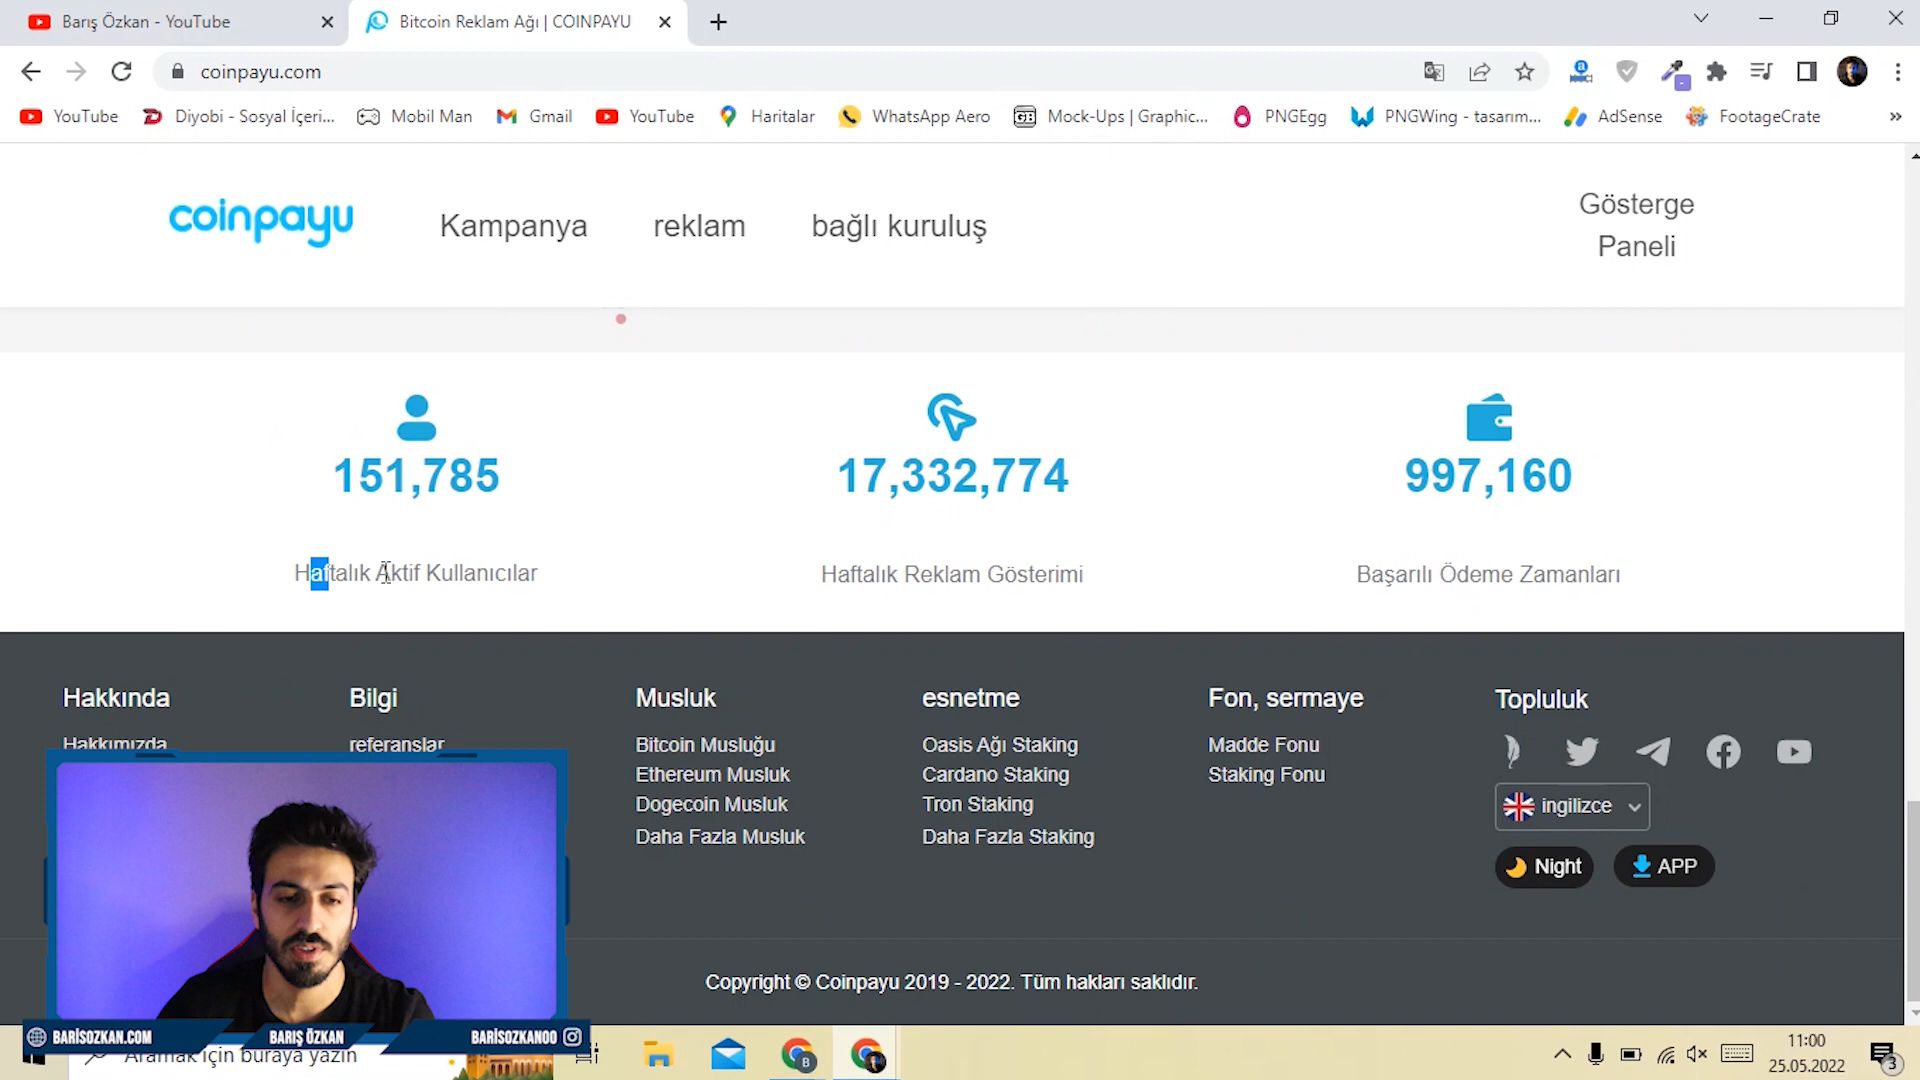 Barış Özkan - YouTube
Bitcoin Reklam Ağı | COINPAYU
coinpayu.com
YouTube
Diyobi - Sosyal İçeri...
Mobil Man
Gmail
YouTube
Haritalar
WhatsApp Aero
Mock-Ups | Graphic...
PNGEgg
PNGWing - tasarım...
AdSense
FootageCrate
coinpayu
Kampanya
reklam
bağlı kuruluş
Gösterge
Paneli
151,785
17,332,774
997,160
Haftalık Aktif Kullanıcılar
Haftalık Reklam Gösterimi
Başarılı Ödeme Zamanları
Hakkında
Bilgi
Musluk
esnetme
Fon, sermaye
Topluluk
Hakkımızda
referanslar
Bitcoin Musluğu
Oasis Ağı Staking
Madde Fonu
Ethereum Musluk
Cardano Staking
Staking Fonu
Dogecoin Musluk
Tron Staking
ingilizce
Daha Fazla Musluk
Daha Fazla Staking
Night
APP
Copyright © Coinpayu 2019 - 2022. Tüm hakları saklıdır.
BARİSOZKAN.COM
BARIŞ ÖZKAN
BARİSOZKANOO
Aramak için buraya yazın
B
11:00
25.05.2022
3